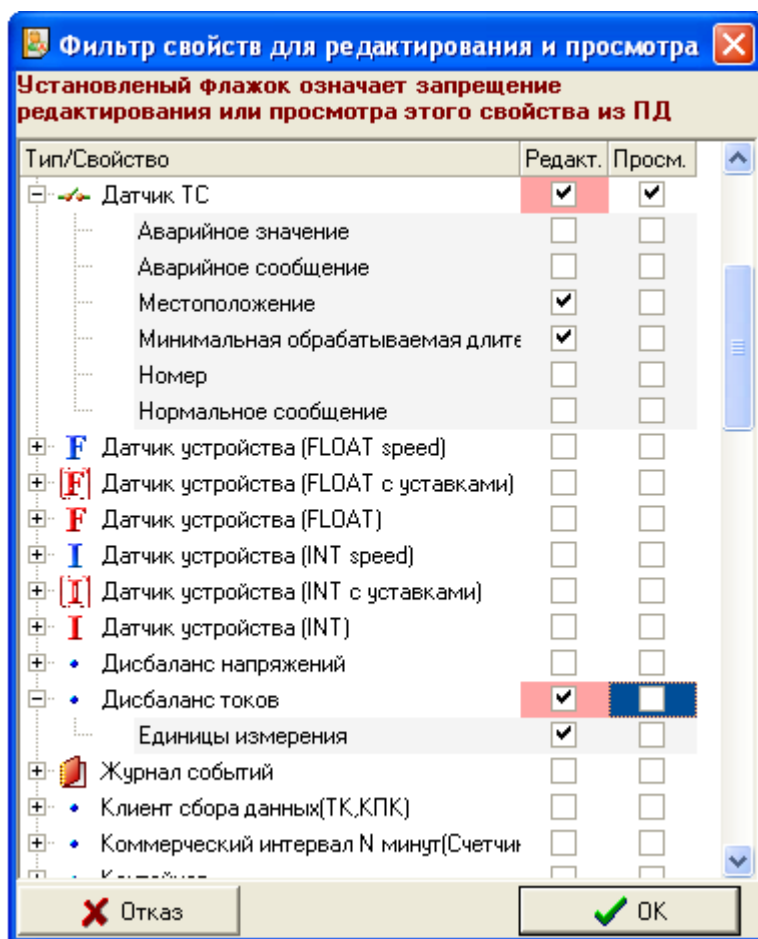 Фильтр свойств для редактирования и просмотра
Установленый флажок означает запрещение
редактирования или просмотра этого свойства из ПД
Тип/Свойство Редакт. Просм.
Датчик ТС
Аварийное значение
Аварийное сообщение
Местоположение
Минимальная обрабатываемая длите
Номер
Нормальное сообщение
F Датчик устройства (FLOAT speed)
F Датчик устройства (FLOAT с уставками)
F Датчик устройства (FLOAT)
I Датчик устройства (INT speed)
I Датчик устройства (INT с уставками)
I Датчик устройства (INT)
Дисбаланс напряжений
Дисбаланс токов
Единицы измерения
Журнал событий
Клиент сбора данных(ТК,КПК)
Коммерческий интервал N минут(Счетчик
Отказ OK